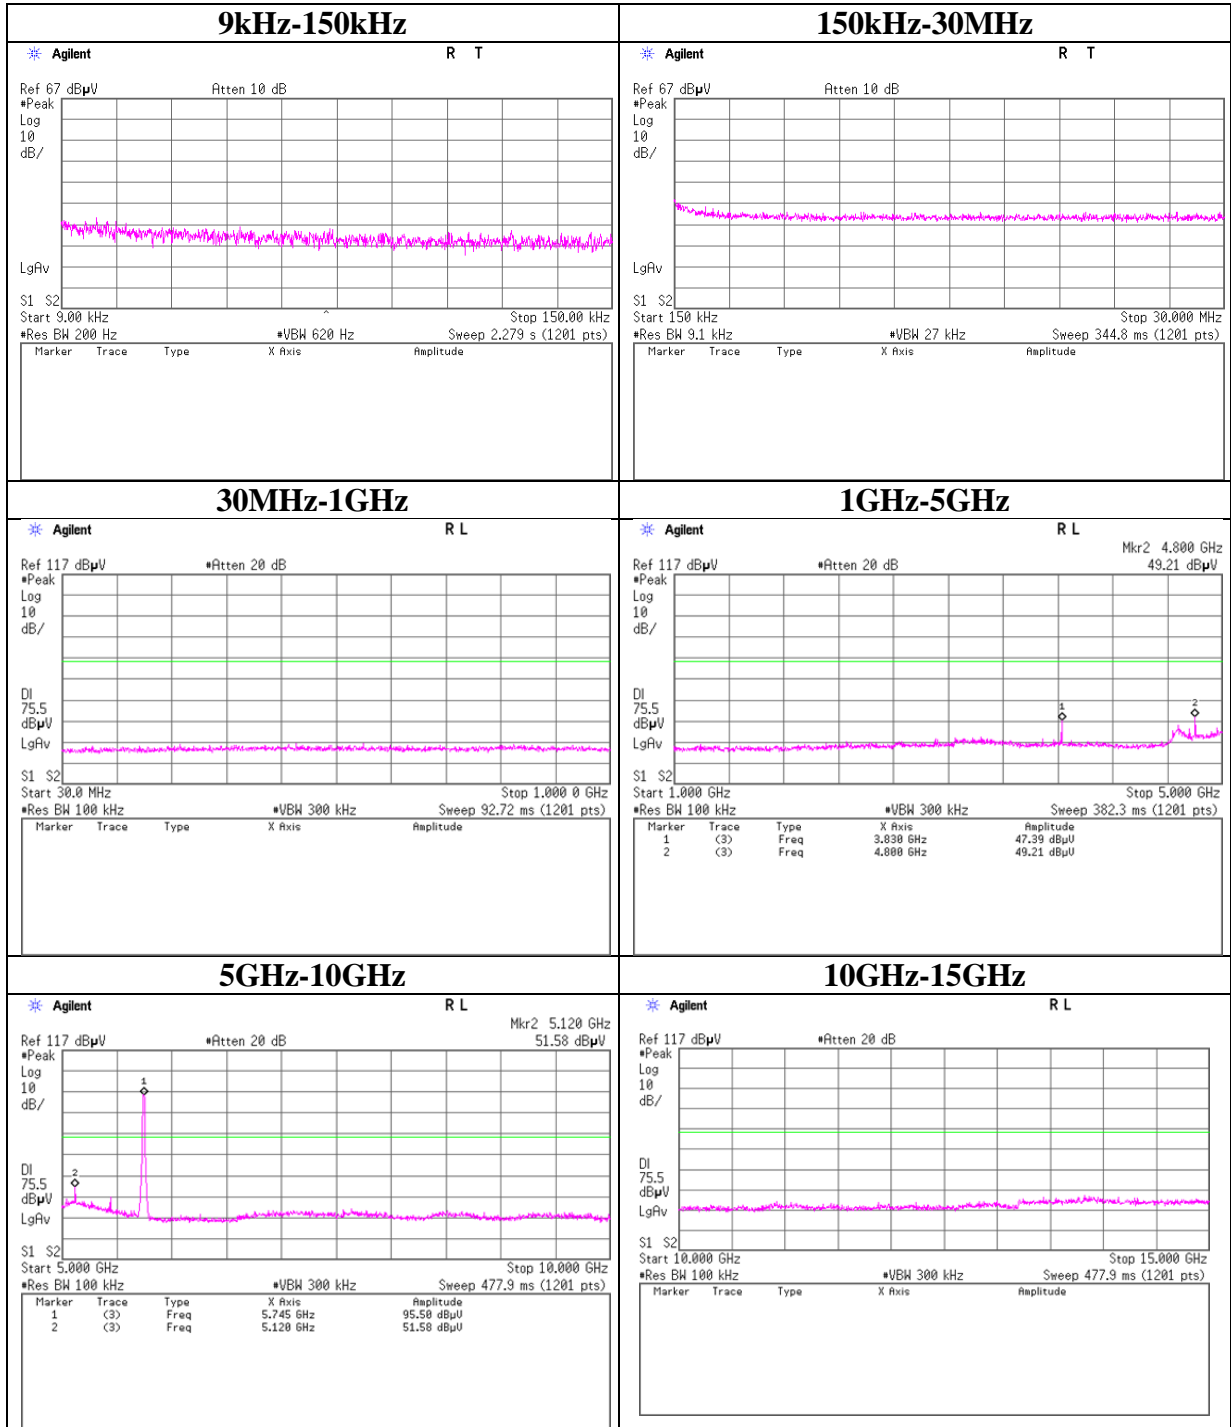 9kHz-150kHz
Agilent R T
Ref 67 dBµV Atten 10 dB
#Peak
Log
10
dB/
LgAv
S1 S2
Start 9.00 kHz Stop 150.00 kHz
#Res BW 200 Hz #VBW 620 Hz Sweep 2.279 s (1201 pts)
Marker Trace Type X Axis Amplitude
150kHz-30MHz
Agilent R T
Ref 67 dBµV Atten 10 dB
#Peak
Log
10
dB/
LgAv
S1 S2
Start 150 kHz Stop 30.000 MHz
#Res BW 9.1 kHz #VBW 27 kHz Sweep 344.8 ms (1201 pts)
Marker Trace Type X Axis Amplitude
30MHz-1GHz
Agilent R L
Ref 117 dBµV #Atten 20 dB
#Peak
Log
10
dB/
DI
75.5
dBµV
LgAv
S1 S2
Start 30.0 MHz Stop 1.000 0 GHz
#Res BW 100 kHz #VBW 300 kHz Sweep 92.72 ms (1201 pts)
Marker Trace Type X Axis Amplitude
1GHz-5GHz
Agilent R L
Mkr2 4.800 GHz
Ref 117 dBµV #Atten 20 dB 49.21 dBµV
#Peak
Log
10
dB/
DI
75.5
dBµV
LgAv
1
2
S1 S2
Start 1.000 GHz Stop 5.000 GHz
#Res BW 100 kHz #VBW 300 kHz Sweep 382.3 ms (1201 pts)
Marker Trace Type X Axis Amplitude
1 (3) Freq 3.830 GHz 47.39 dBµV
2 (3) Freq 4.800 GHz 49.21 dBµV
5GHz-10GHz
Agilent R L
Mkr2 5.120 GHz
Ref 117 dBµV #Atten 20 dB 51.58 dBµV
#Peak
Log
10
dB/
1
2
DI
75.5
dBµV
LgAv
S1 S2
Start 5.000 GHz Stop 10.000 GHz
#Res BW 100 kHz #VBW 300 kHz Sweep 477.9 ms (1201 pts)
Marker Trace Type X Axis Amplitude
1 (3) Freq 5.745 GHz 95.50 dBµV
2 (3) Freq 5.120 GHz 51.58 dBµV
10GHz-15GHz
Agilent R L
Ref 117 dBµV #Atten 20 dB
#Peak
Log
10
dB/
DI
75.5
dBµV
LgAv
S1 S2
Start 10.000 GHz Stop 15.000 GHz
#Res BW 100 kHz #VBW 300 kHz Sweep 477.9 ms (1201 pts)
Marker Trace Type X Axis Amplitude